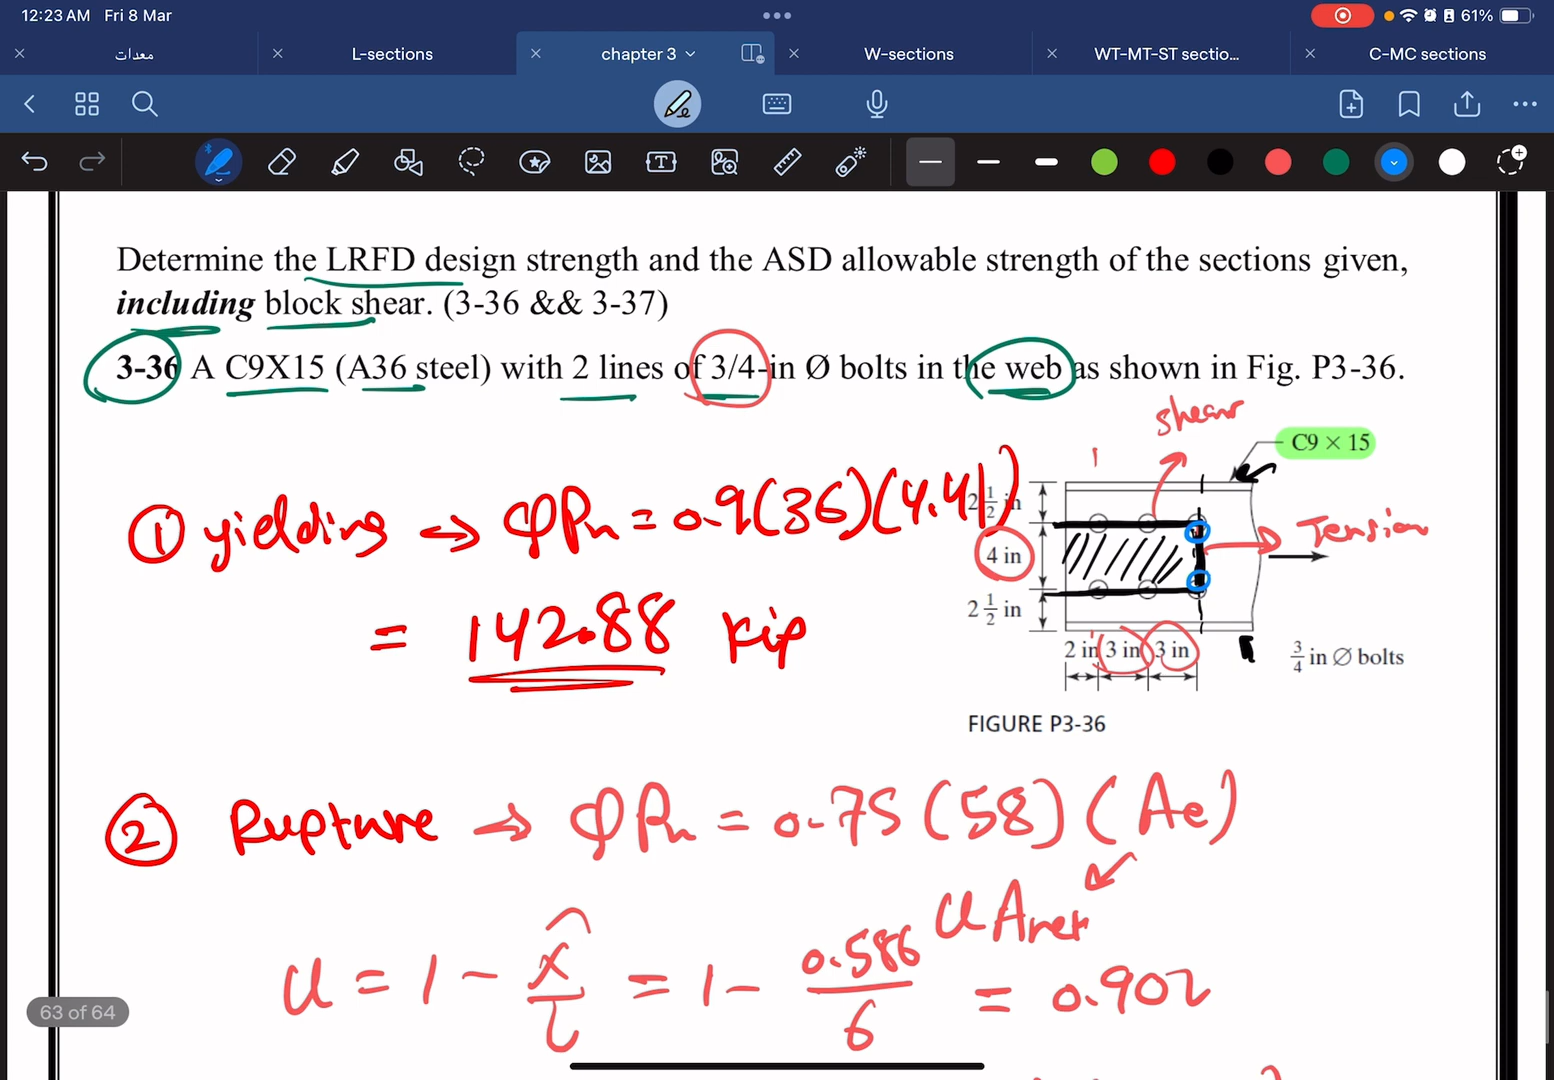 12:23 AM Fri 8 Mar
61%
معدات
L-sections
chapter 3
W-sections
WT-MT-ST sectio...
C-MC sections
Determine the LRFD design strength and the ASD allowable strength of the sections given,
including block shear. (3-36 && 3-37)
3-36 A C9X15 (A36 steel) with 2 lines of 3/4-in Ø bolts in the web as shown in Fig. P3-36.
shear
C9 × 15
① yielding → φPn = 0.9(36)(4.41)
= 142.88 kip
2 1/2 in
4 in
2 1/2 in
Tension
2 in 3 in 3 in
3/4 in Ø bolts
FIGURE P3-36
② Rupture → φPn = 0.75 (58) (Ae)
U Anet
U = 1 - x̄/L = 1 - 0.586/6 = 0.902
63 of 64